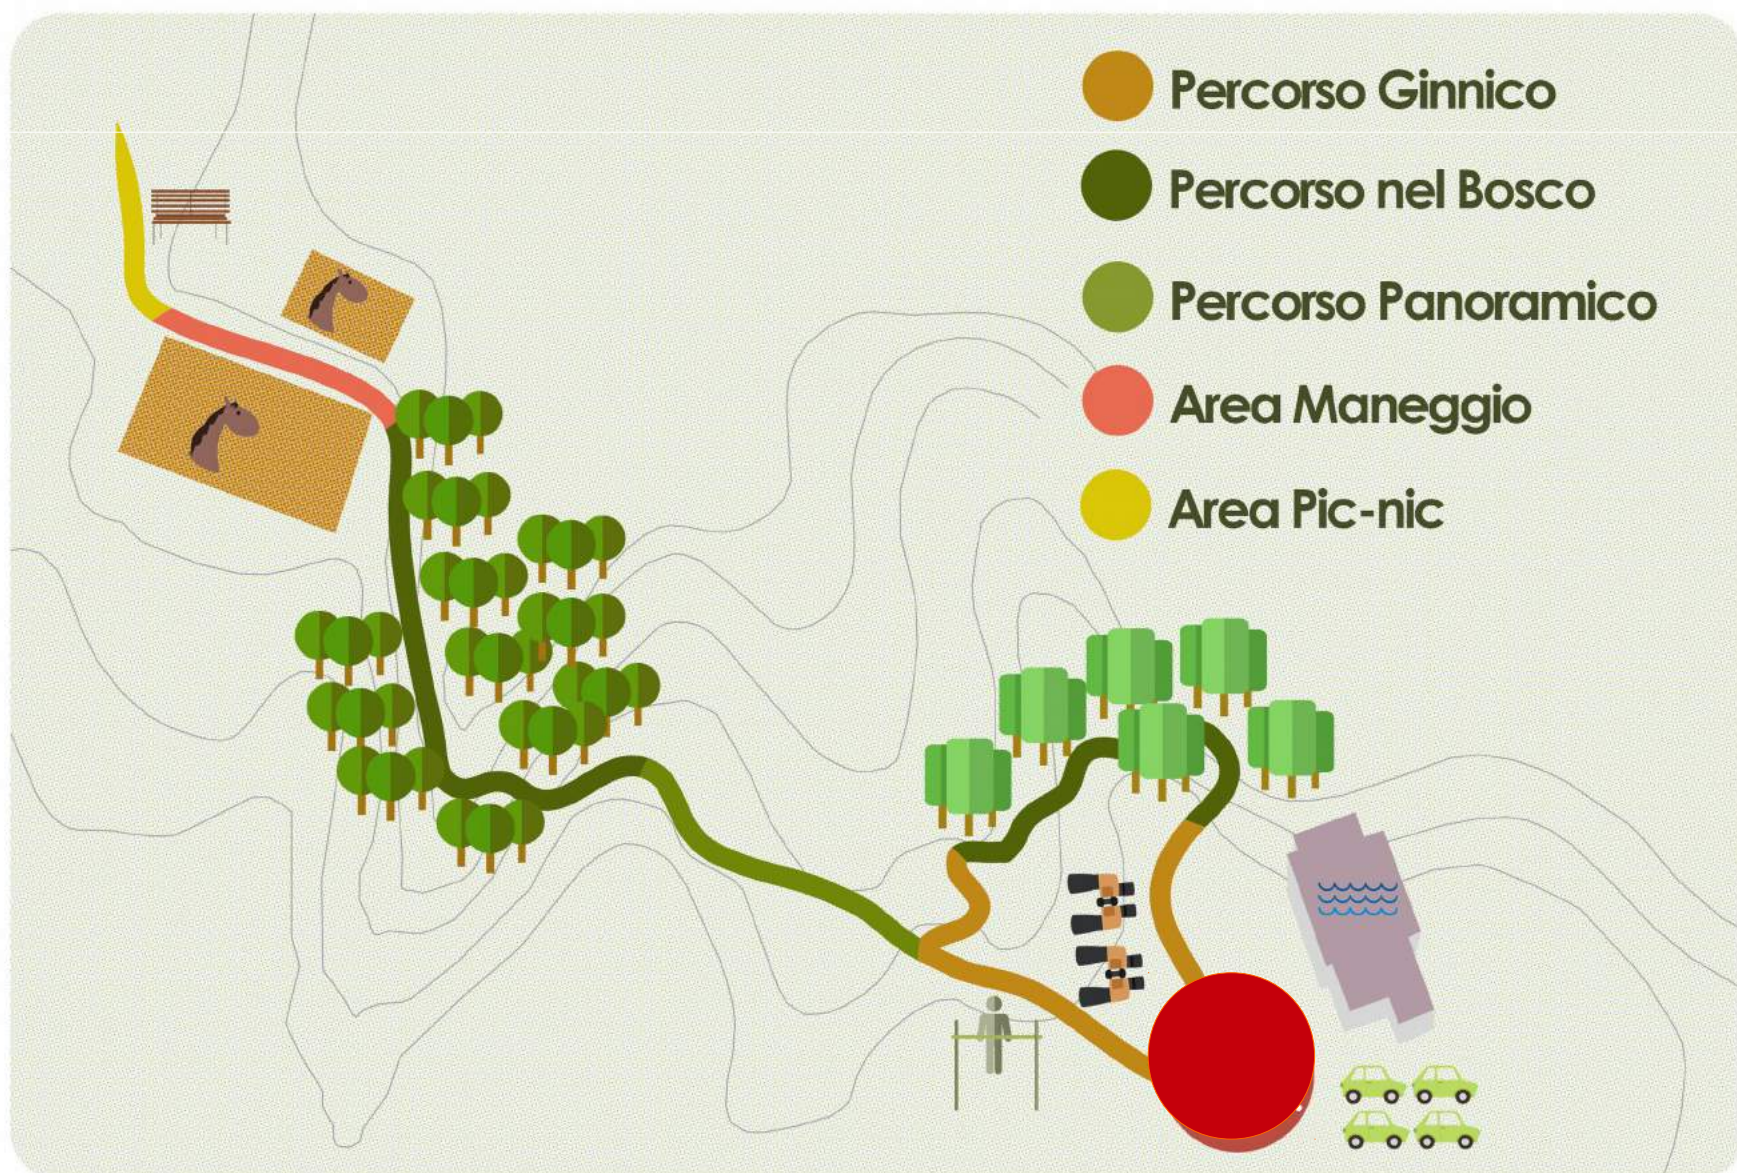 Percorso Ginnico
Percorso nel Bosco
Percorso Panoramico
Area Maneggio
Area Pic-nic